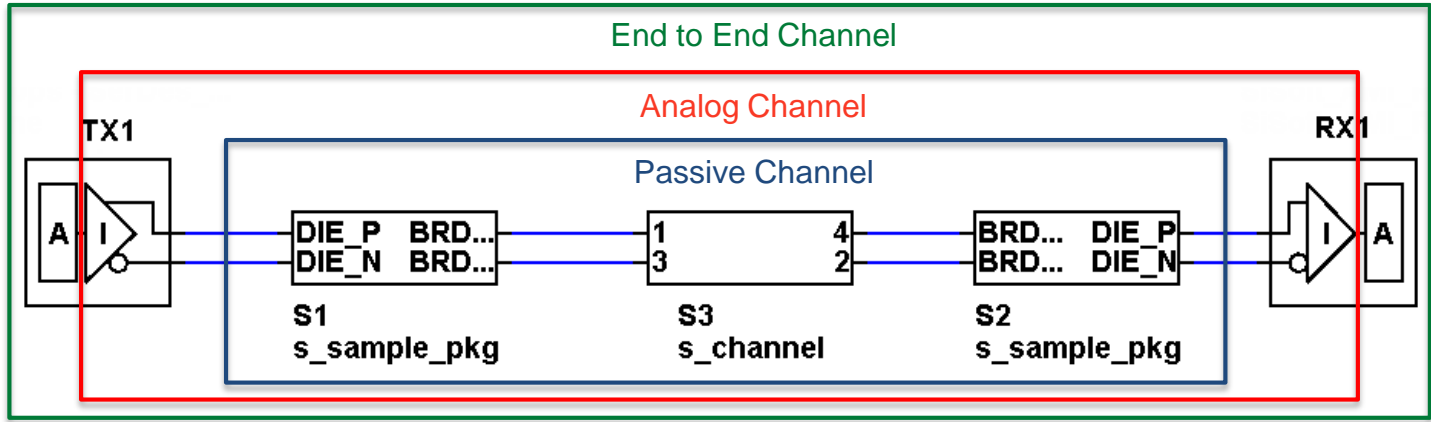 End to End Channel
Analog Channel
TX1
RX1
Passive Channel
A I
DIE_P BRD...
DIE_N BRD...
1 4
3 2
BRD... DIE_P
BRD... DIE_N
I A
S1
s_sample_pkg
S3
s_channel
S2
s_sample_pkg